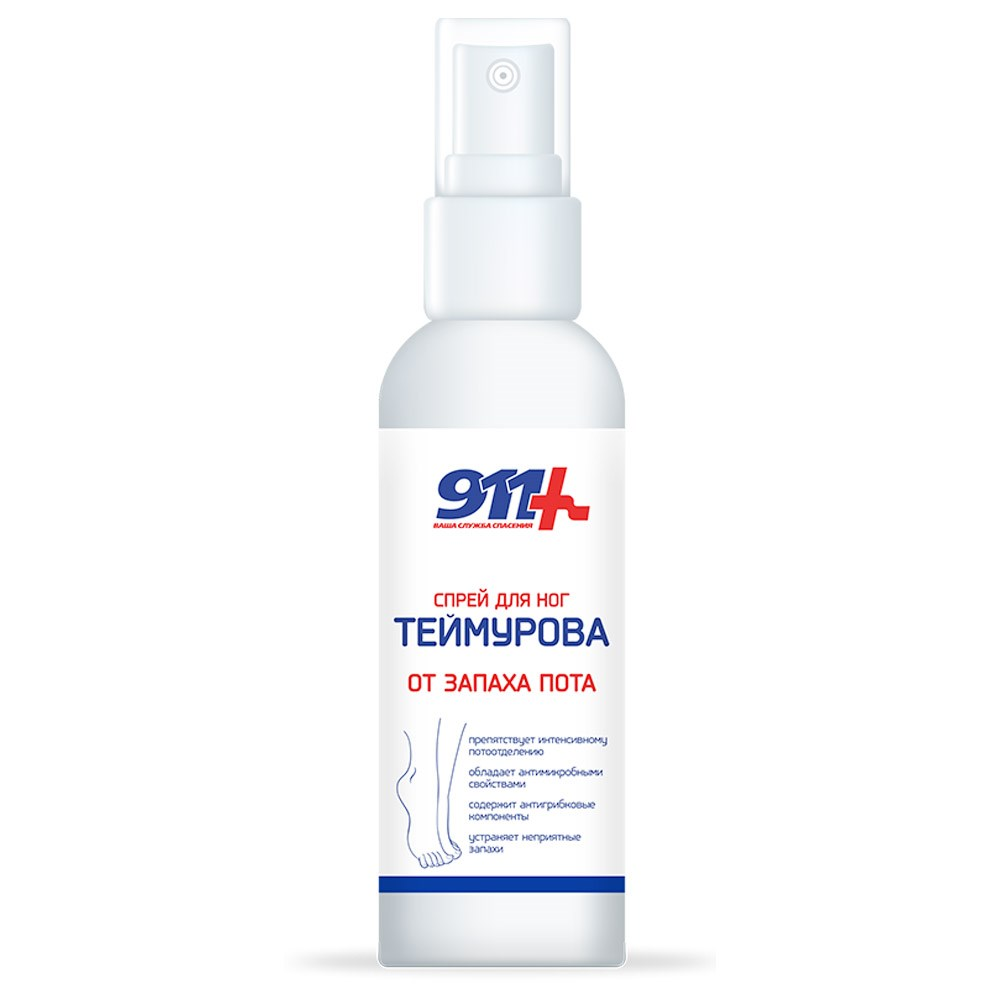 911+
ВАША СЛУЖБА СПАСЕНИЯ
СПРЕЙ ДЛЯ НОГ
ТЕЙМУРОВА
ОТ ЗАПАХА ПОТА
препятствует интенсивному
потоотделению
обладает антимикробными
свойствами
содержит антигрибковые
компоненты
устраняет неприятные
запахи